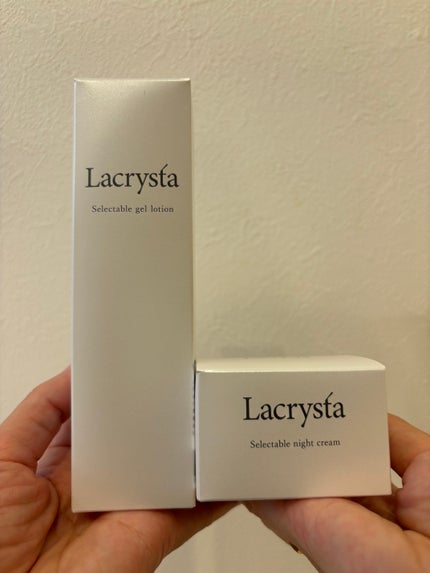 Lacrysta
Selectable gel lotion
Lacrysta
Selectable night cream